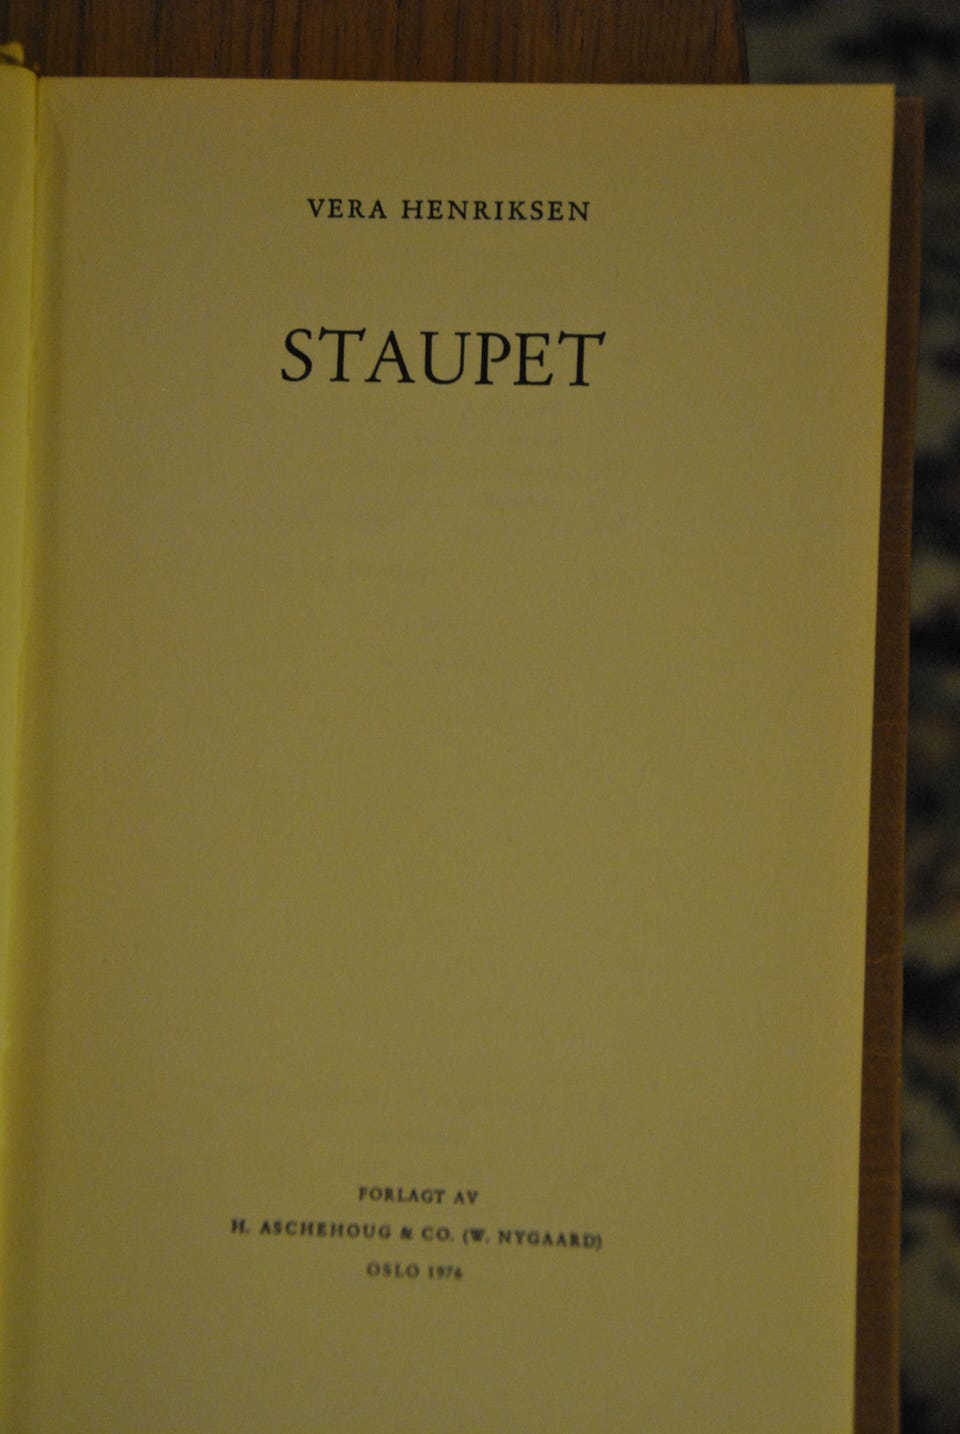 VERA HENRIKSEN
STAUPET
FORLAGT AV
H. ASCHEHOUG & CO. (W. NYGAARD)
OSLO 1976